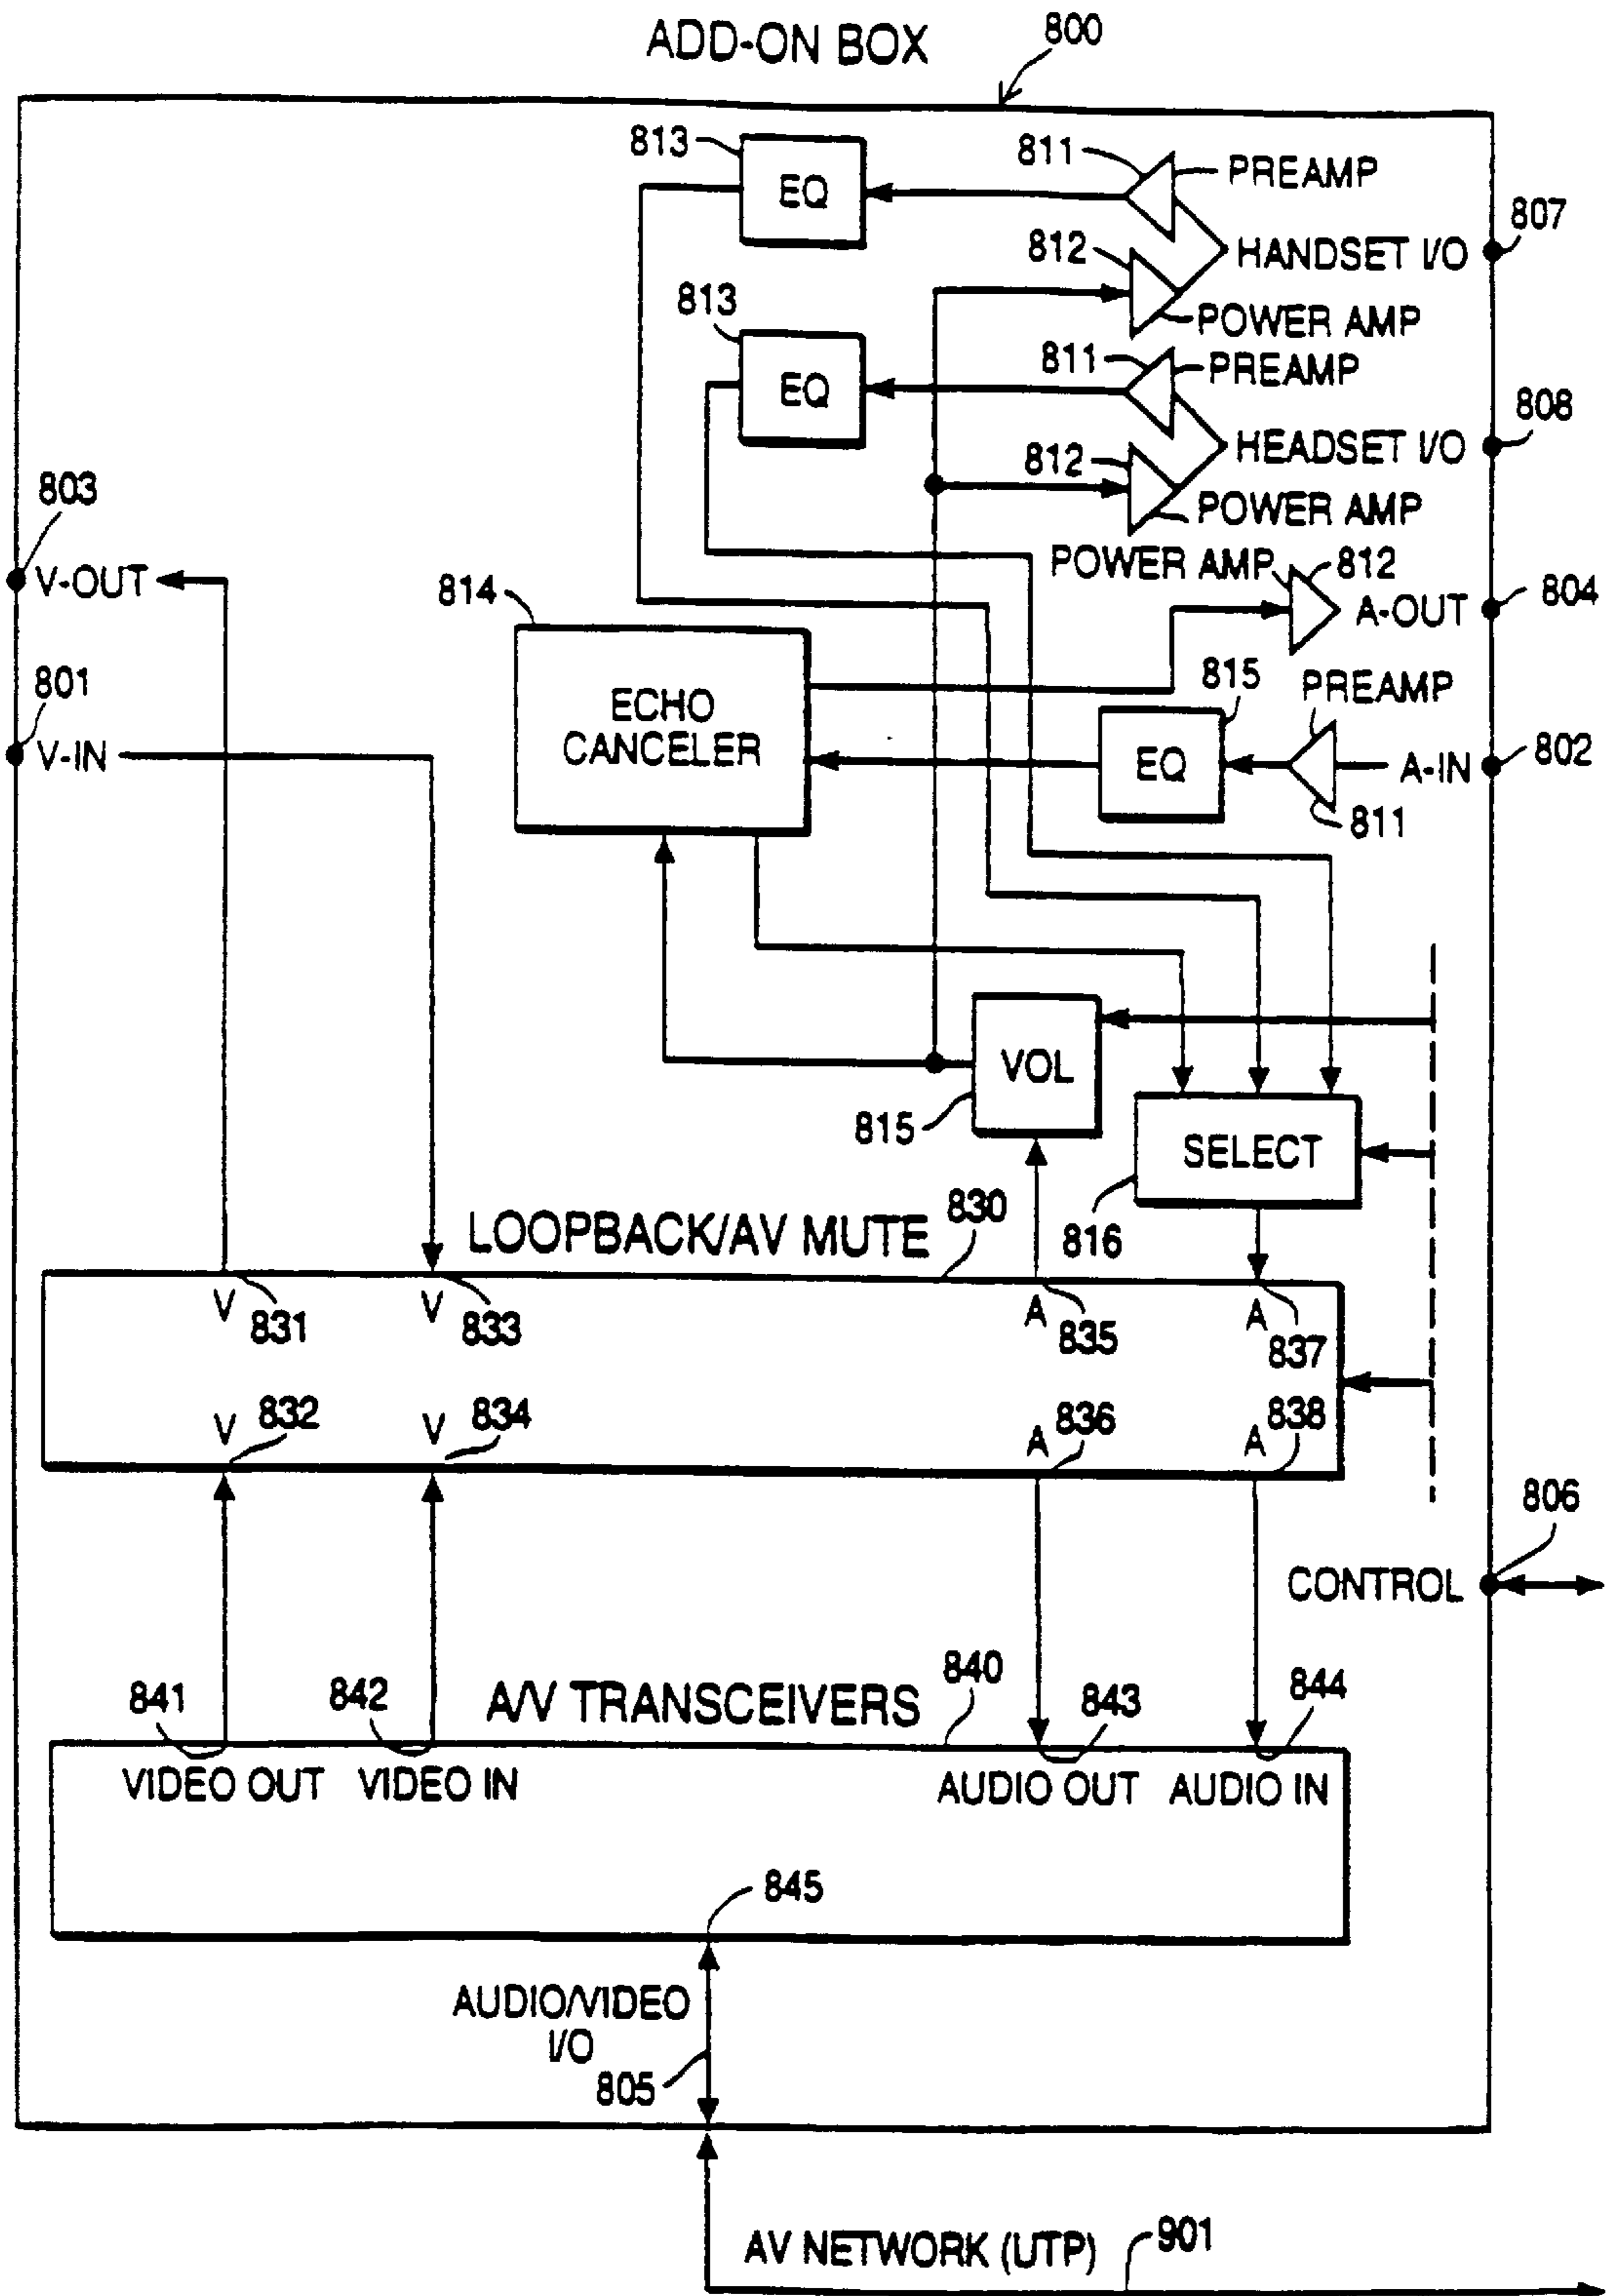 ADD-ON BOX
800
813
EQ
811
PREAMP
807
812
HANDSET I/O
POWER AMP
813
EQ
811
PREAMP
808
812
HEADSET I/O
POWER AMP
803
V-OUT
814
POWER AMP
812
A-OUT
804
801
V-IN
ECHO
CANCELER
815
EQ
PREAMP
A-IN
802
811
VOL
815
SELECT
816
LOOPBACK/AV MUTE
830
V
831
V
833
A
835
A
837
V
832
V
834
A
836
A
838
806
CONTROL
841
842
A/V TRANSCEIVERS
840
843
844
VIDEO OUT
VIDEO IN
AUDIO OUT
AUDIO IN
845
AUDIO/VIDEO
I/O
805
AV NETWORK (UTP)
901